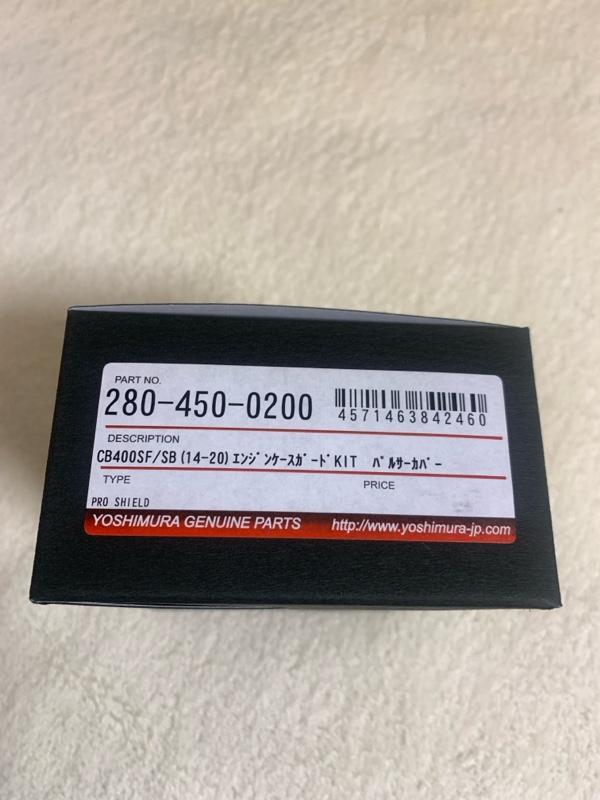 PART NO.
280-450-0200
4571463842460
DESCRIPTION
CB400SF/SB(14-20)ｴﾝｼﾞﾝｹｰｽｶﾞｰﾄﾞKIT ﾊﾟﾙｻｰｶﾊﾞｰ
TYPE
PRICE
PRO SHIELD
YOSHIMURA GENUINE PARTS
http://www.yoshimura-jp.com